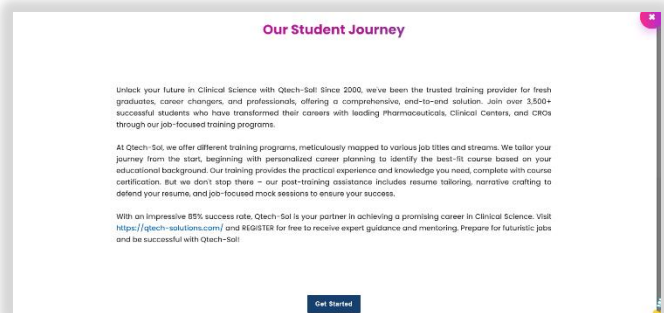 Our Student Journey
Unlock your future in Clinical Science with Qtech-Sol! Since 2000, we've been the trusted training provider for fresh
graduates, career changers, and professionals, offering a comprehensive, end-to-end solution. Join over 3,500+
successful students who have transformed their careers with leading Pharmaceuticals, Clinical Centers, and CROs
through our job-focused training programs.
At Qtech-Sol, we offer different training programs, meticulously mapped to various job titles and streams. We tailor your
journey from the start, beginning with personalized career planning to identify the best-fit course based on your
educational background. Our training provides the practical experience and knowledge you need, complete with course
certification. But we don't stop there – our post-training assistance includes resume tailoring, narrative crafting to
defend your resume, and job-focused mock sessions to ensure your success.
With an impressive 85% success rate, Qtech-Sol is your partner in achieving a promising career in Clinical Science. Visit
https://qtech-solutions.com/ and REGISTER for free to receive expert guidance and mentoring. Prepare for futuristic jobs
and be successful with Qtech-Sol!
Get Started